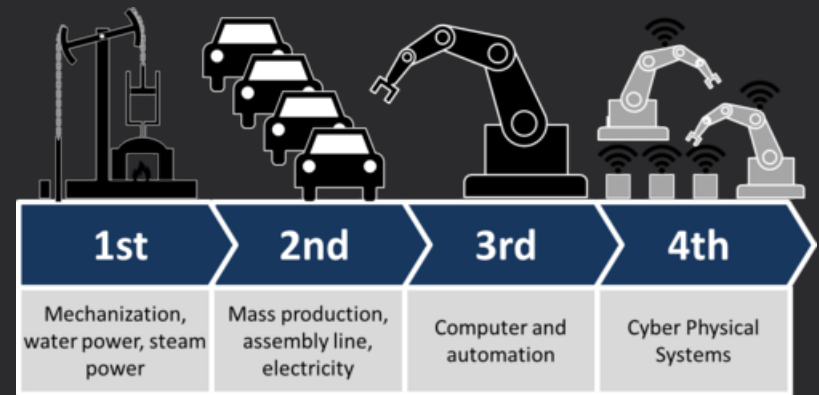 1st
2nd
3rd
4th
Mechanization,
water power, steam
power
Mass production,
assembly line,
electricity
Computer and
automation
Cyber Physical
Systems